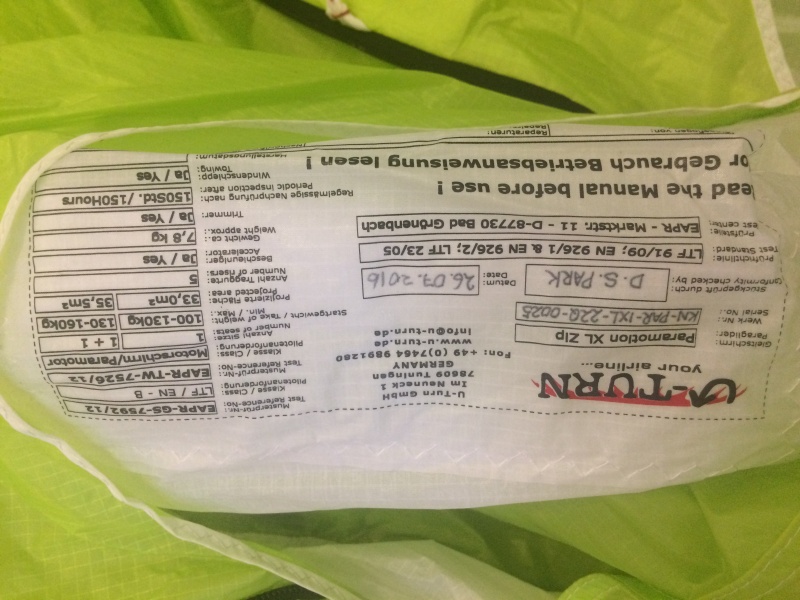 U-TURN
your airline...
U-Turn GmbH
Im Neuneck 1
78609 Tuningen
GERMANY
Fon: +49 (0)7464 9891280
www.u-turn.de
info@u-turn.de
Gleitschirm:
Paraglider:
Paramotion XL Zip
Werk Nr.:
Serial No.:
KN-PAR-1XL-22Q-0025
Stückgeprüft durch:
onformity checked by:
D.S. PARK
Datum:
Date:
26.07.2016
Prüfrichtlinie:
Test Standard:
LTF 91/09; EN 926/1 & EN 926/2; LTF 23/05
Prüfstelle:
est centre:
EAPR - Marktstr. 11 - D-87730 Bad Grönenbach
ead the Manual before use !
or Gebrauch Betriebsanweisung lesen !
Reparaturen:
Musterprüf-Nr.:
Test Reference-No:
EAPR-GS-7592/12
Klasse / Class:
Pilotenanforderung:
LTF / EN - B
Musterprüf-Nr.:
Test Reference-No:
EAPR-TW-7526/12
Klasse / Class:
Pilotenanforderung:
Motorschirm/Paramotor
Anzahl Sitze:
Number of seats:
1
1 + 1
Startgewicht / Take of weight:
Min. / Max.:
100-130kg
130-160kg
Projizierte Fläche
Projected area:
33,0m²
35,5m²
Anzahl Traggurte:
Number of risers:
5
Beschleuniger:
Accelerator:
Ja / Yes
Gewicht ca.:
Weight approx.:
7,8 kg
Trimmer:
Ja / Yes
Regelmässige Nachprüfung nach:
Periodic inspection after:
150Std. /150Hours
Windenschlepp:
Towing:
Ja / Yes
Herstellungsdatum: